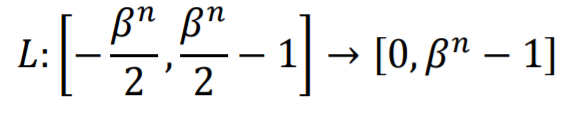 L: [-βⁿ/2, βⁿ/2 - 1] → [0, βⁿ - 1]